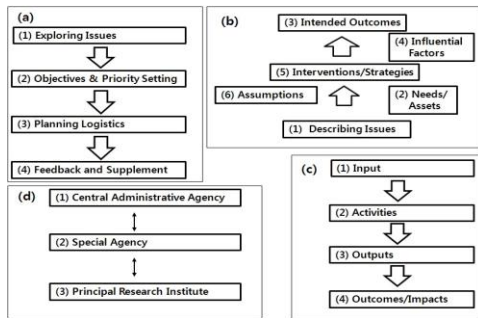 (a)
(1) Exploring Issues
(2) Objectives & Priority Setting
(3) Planning Logistics
(4) Feedback and Supplement
(b)
(3) Intended Outcomes
(4) Influential
Factors
(5) Interventions/Strategies
(6) Assumptions
(2) Needs/
Assets
(1) Describing Issues
(c)
(1) Input
(2) Activities
(3) Outputs
(4) Outcomes/Impacts
(d)
(1) Central Administrative Agency
(2) Special Agency
(3) Principal Research Institute